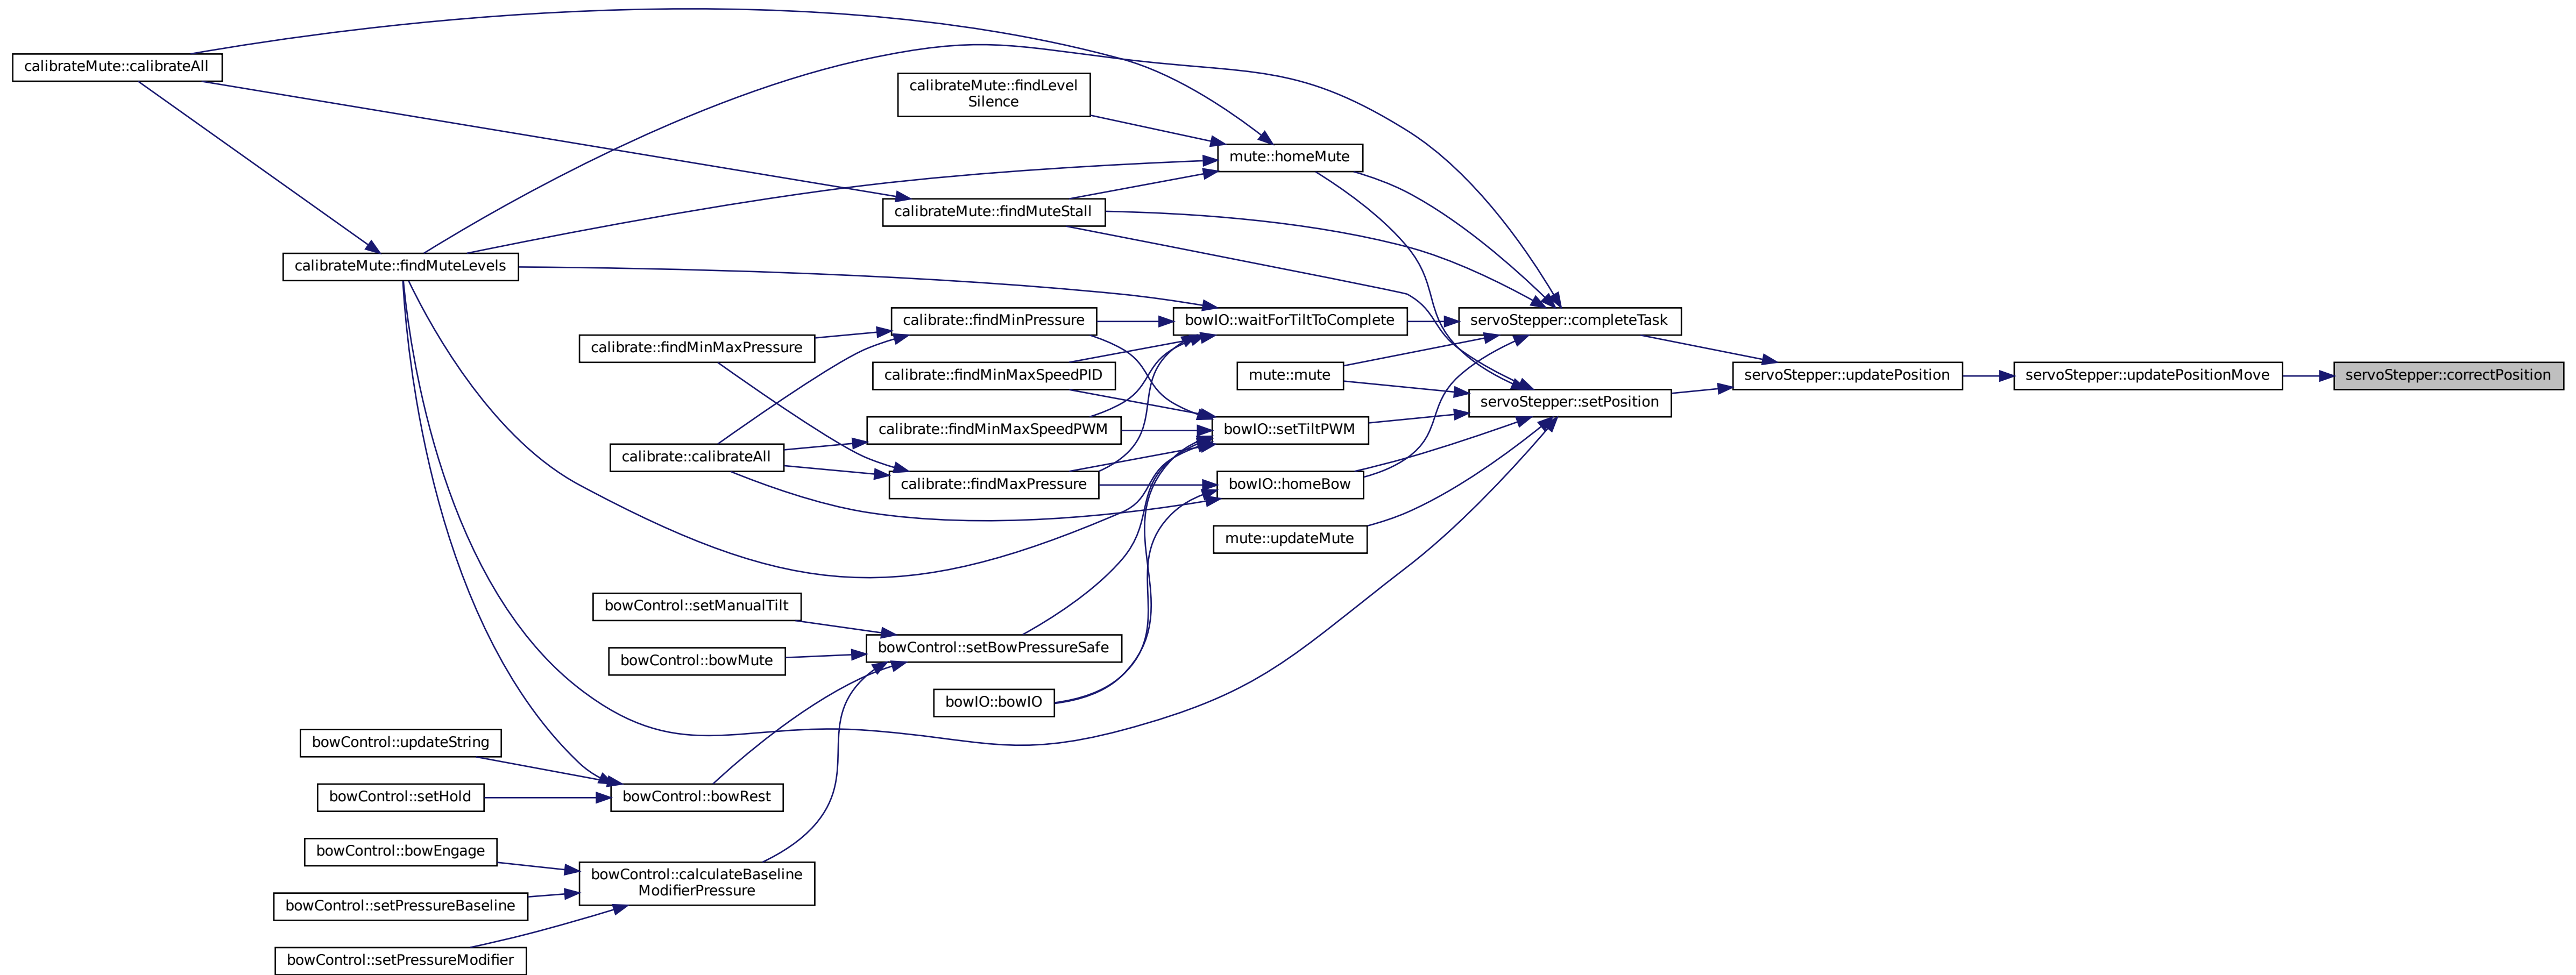 calibrateMute::calibrateAll
calibrateMute::findLevel
Silence
mute::homeMute
calibrateMute::findMuteStall
calibrateMute::findMuteLevels
calibrate::findMinPressure
bowIO::waitForTiltToComplete
servoStepper::completeTask
calibrate::findMinMaxPressure
calibrate::findMinMaxSpeedPID
mute::mute
servoStepper::updatePosition
servoStepper::updatePositionMove
servoStepper::correctPosition
servoStepper::setPosition
calibrate::findMinMaxSpeedPWM
bowIO::setTiltPWM
calibrate::calibrateAll
calibrate::findMaxPressure
bowIO::homeBow
mute::updateMute
bowControl::setManualTilt
bowControl::setBowPressureSafe
bowControl::bowMute
bowIO::bowIO
bowControl::updateString
bowControl::setHold
bowControl::bowRest
bowControl::bowEngage
bowControl::calculateBaseline
ModifierPressure
bowControl::setPressureBaseline
bowControl::setPressureModifier